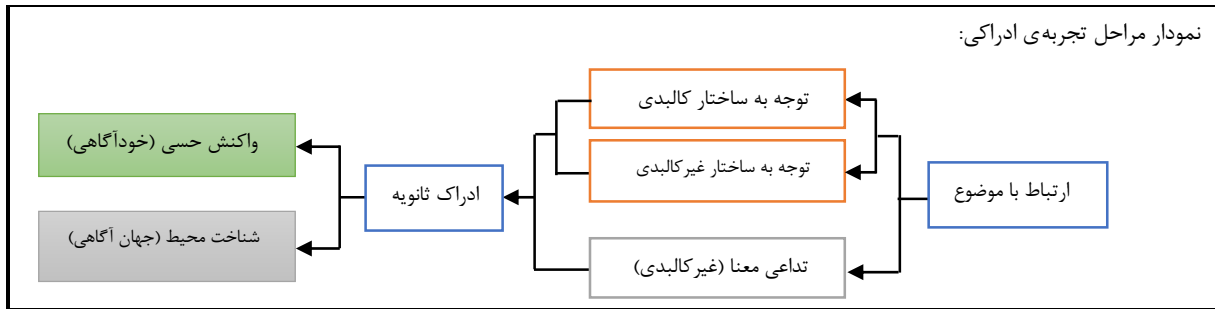 نمودار مراحل تجربه‌ی ادراکی:
ارتباط با موضوع
توجه به ساختار کالبدی
توجه به ساختار غیرکالبدی
تداعی معنا (غیرکالبدی)
ادراک ثانویه
واکنش حسی (خودآگاهی)
شناخت محیط (جهان آگاهی)